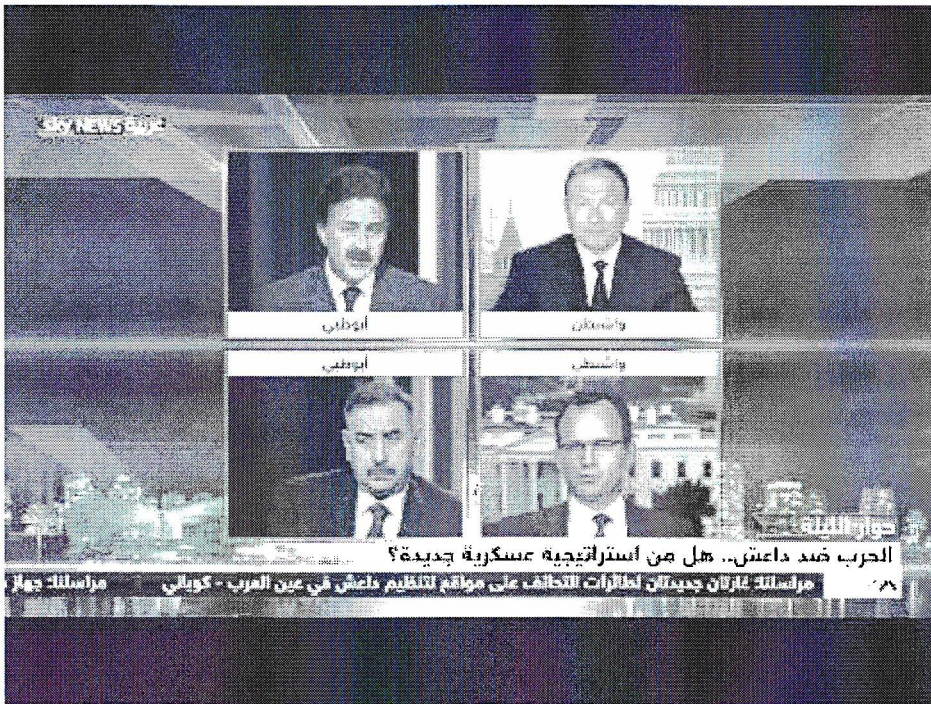 sky NEWS عربية
أبوظبي
واشنطن
أبوظبي
واشنطن
حوار الليلة
الحرب ضد داعش.. هل من استراتيجية عسكرية جديدة؟
مراسلنا: غارتان جديدتان لطائرات التحالف على مواقع لتنظيم داعش في عين العرب - كوباني مراسلنا: جهاز